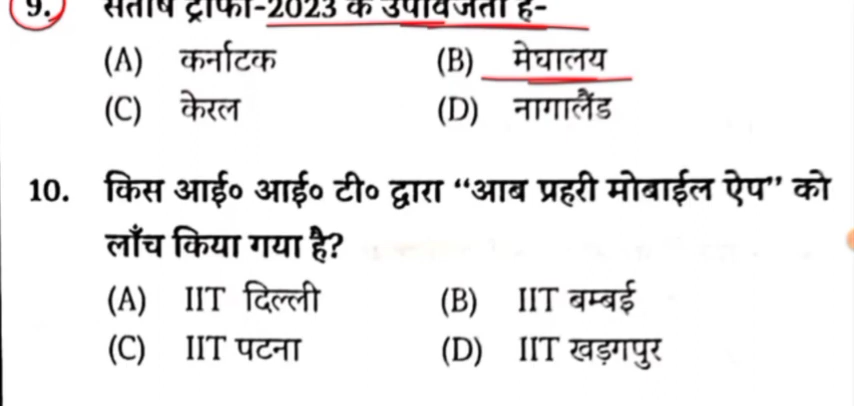 9. संतोष ट्रॉफी-2023 के उपविजेता है-
(A) कर्नाटक (B) मेघालय
(C) केरल (D) नागालैंड
10. किस आई० आई० टी० द्वारा “आब प्रहरी मोबाईल ऐप” को
लाँच किया गया है?
(A) IIT दिल्ली (B) IIT बम्बई
(C) IIT पटना (D) IIT खड़गपुर